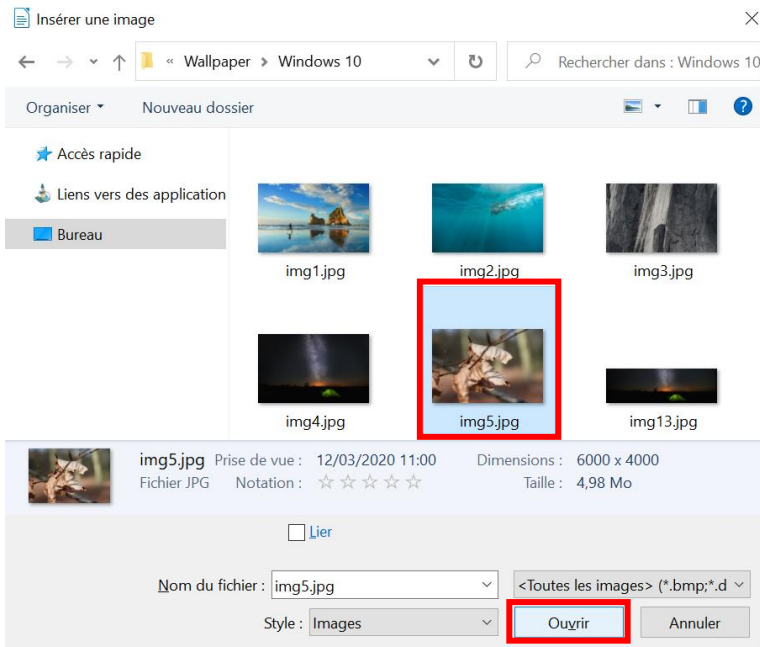 Insérer une image
« Wallpaper > Windows 10
Rechercher dans : Windows 10
Organiser
Nouveau dossier
?
Accès rapide
Liens vers des application
Bureau
img1.jpg
img2.jpg
img3.jpg
img4.jpg
img5.jpg
img13.jpg
img5.jpg Prise de vue : 12/03/2020 11:00 Dimensions : 6000 x 4000
Fichier JPG Notation : ☆☆☆☆☆ Taille : 4,98 Mo
Lier
Nom du fichier : img5.jpg
<Toutes les images> (*.bmp;*.d
Style : Images
Ouvrir
Annuler